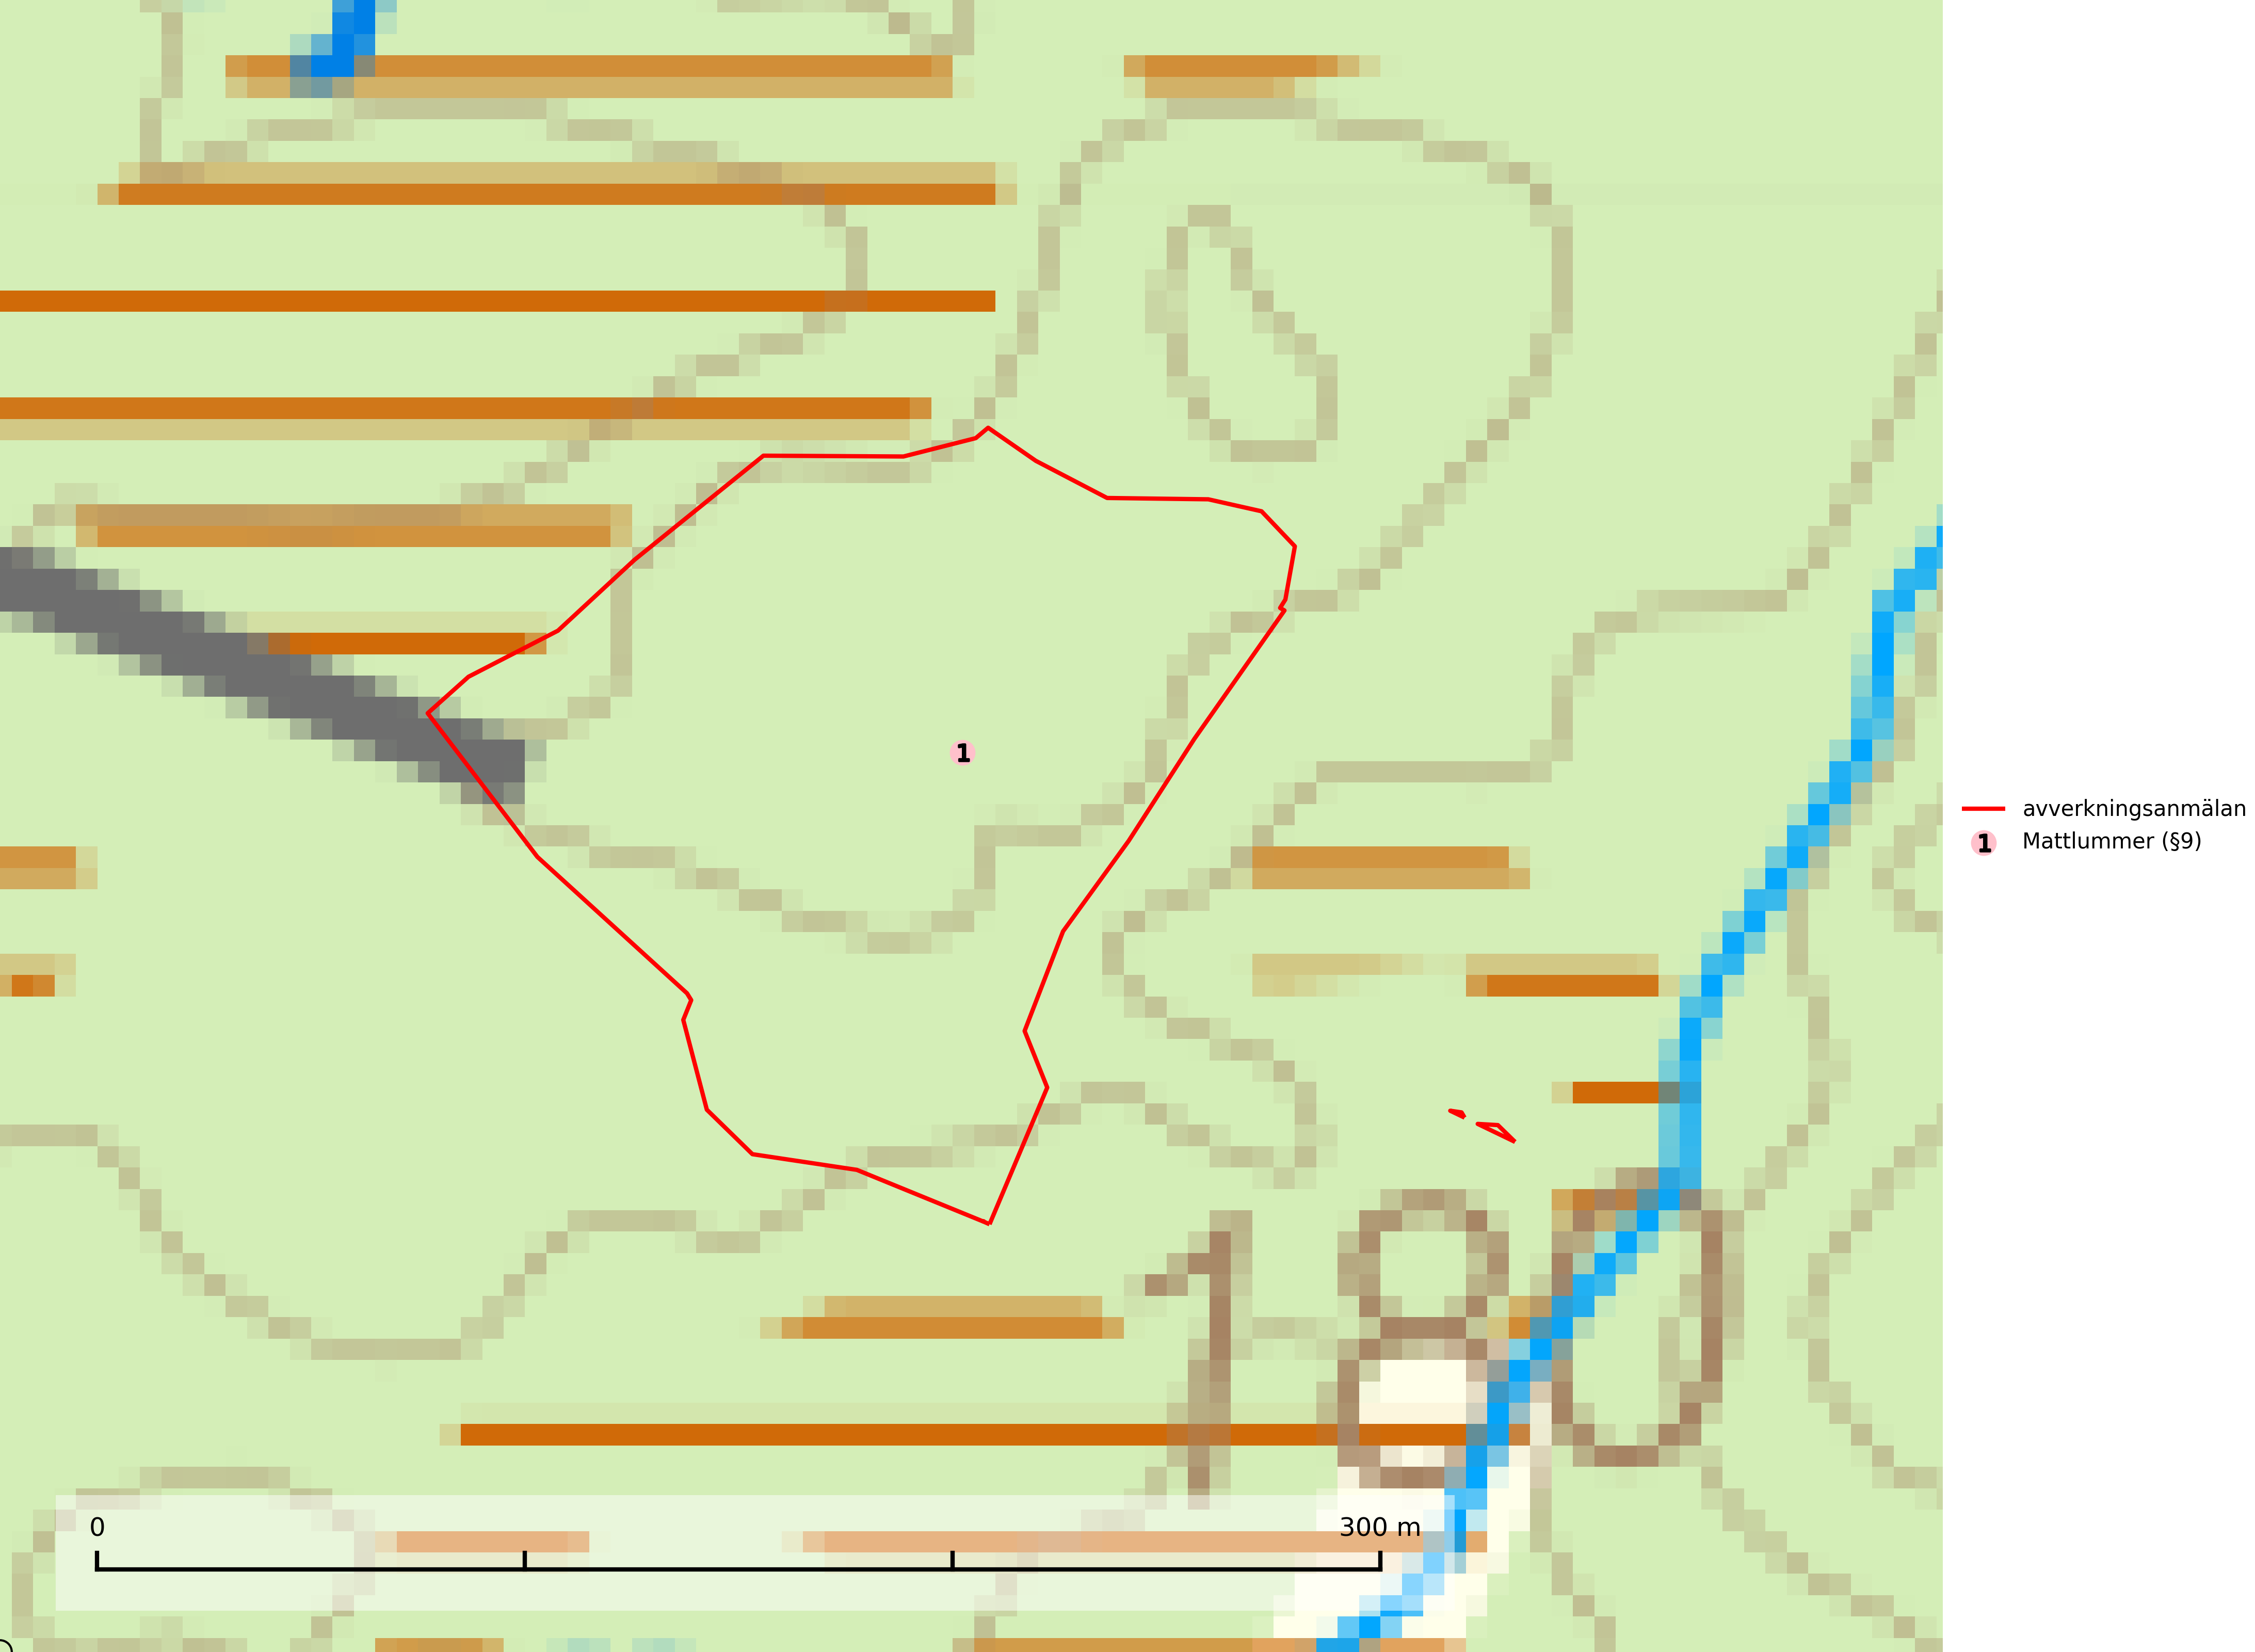 1
avverkningsanmälan
1 Mattlummer (§9)
0 300 m